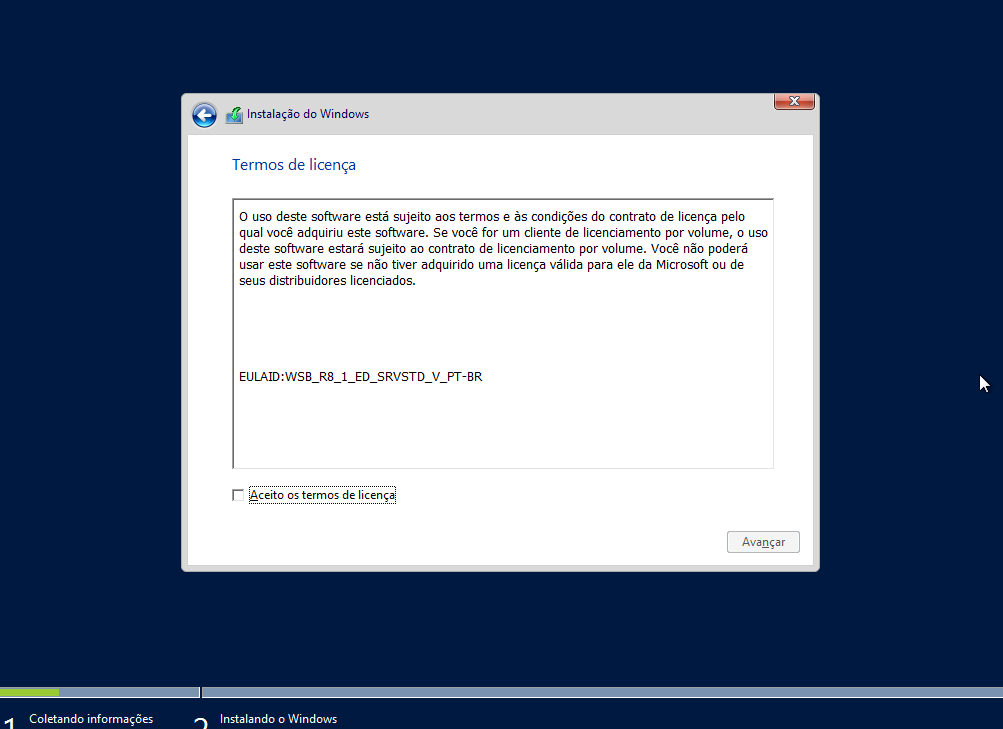 Instalação do Windows
Termos de licença
O uso deste software está sujeito aos termos e às condições do contrato de licença pelo
qual você adquiriu este software. Se você for um cliente de licenciamento por volume, o uso
deste software estará sujeito ao contrato de licenciamento por volume. Você não poderá
usar este software se não tiver adquirido uma licença válida para ele da Microsoft ou de
seus distribuidores licenciados.
EULAID:WSB_R8_1_ED_SRVSTD_V_PT-BR
Aceito os termos de licença
Avançar
1 Coletando informações 2 Instalando o Windows